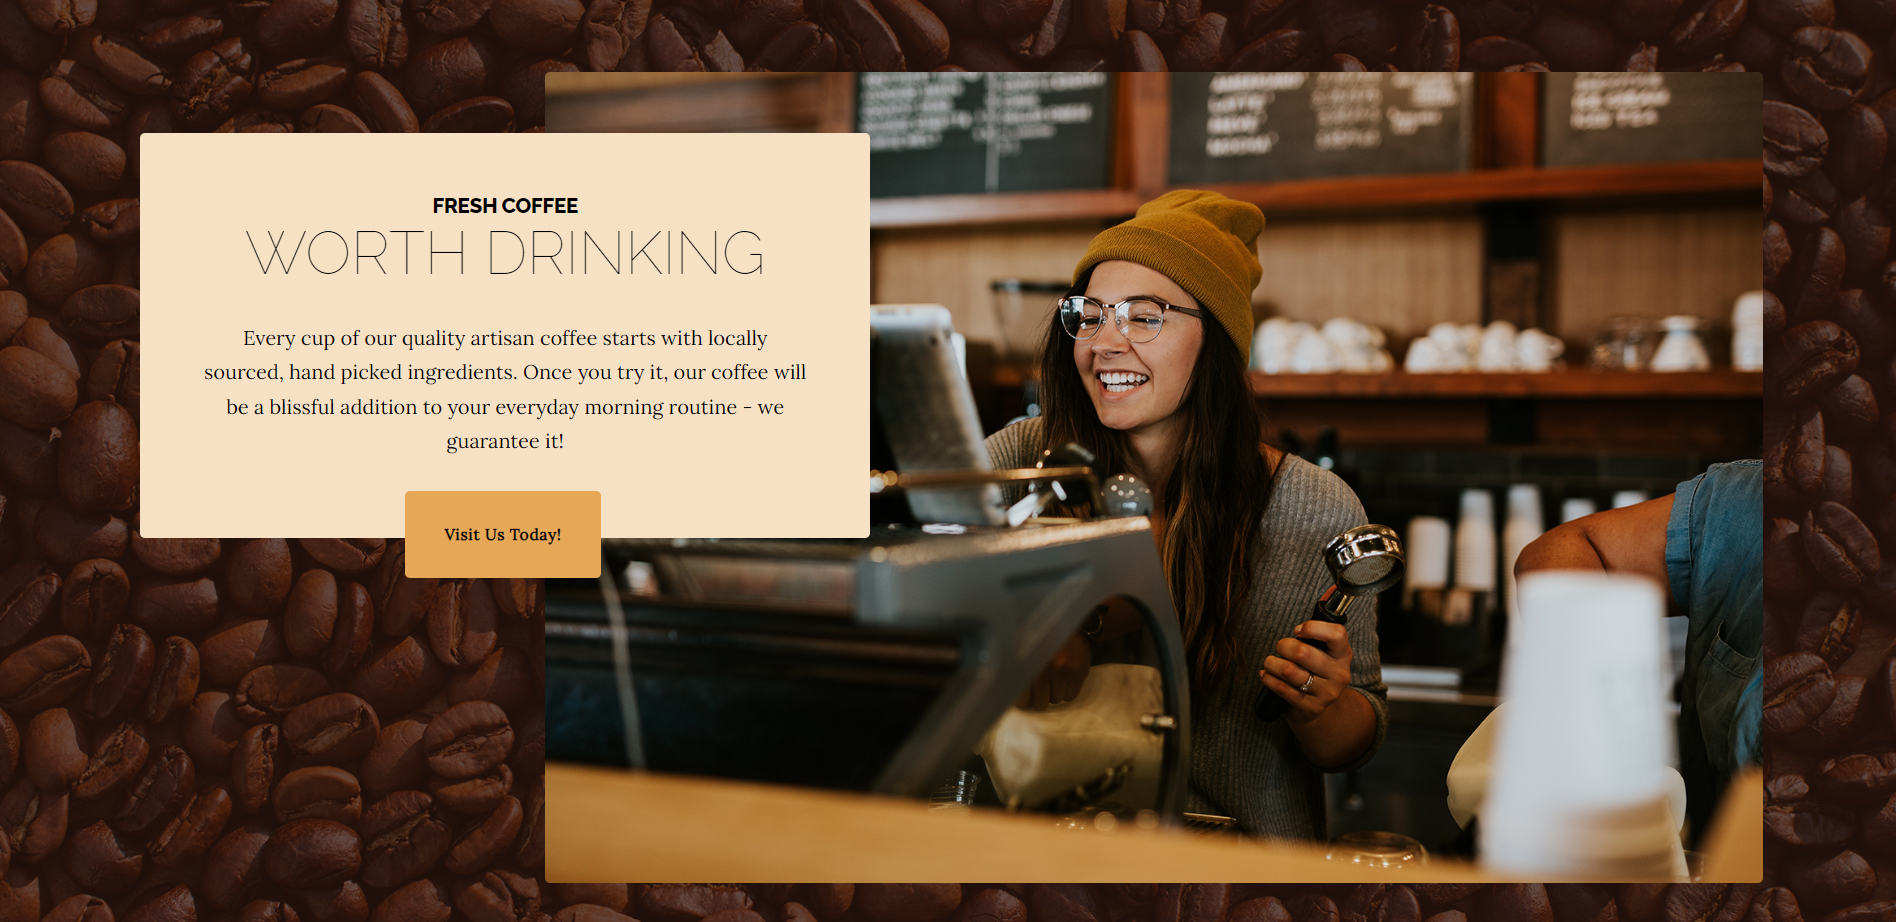 FRESH COFFEE
WORTH DRINKING
Every cup of our quality artisan coffee starts with locally
sourced, hand picked ingredients. Once you try it, our coffee will
be a blissful addition to your everyday morning routine - we
guarantee it!
Visit Us Today!
LATTE